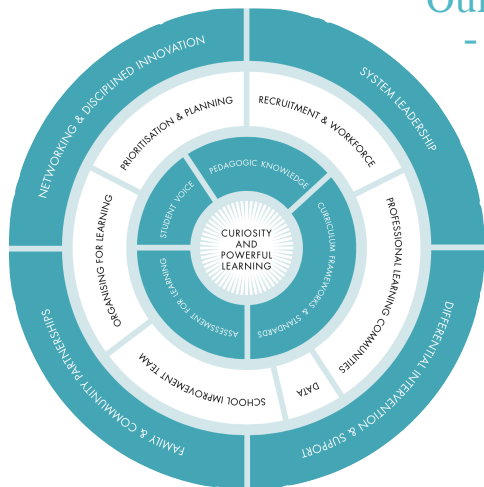 Our
-
NETWORKING & DISCIPLINED INNOVATION
SYSTEM LEADERSHIP
DIFFERENTIAL INTERVENTION & SUPPORT
FAMILY & COMMUNITY PARTNERSHIPS
PRIORITISATION & PLANNING
RECRUITMENT & WORKFORCE
PROFESSIONAL LEARNING COMMUNITIES
DATA
SCHOOL IMPROVEMENT TEAM
ORGANISING FOR LEARNING
STUDENT VOICE
PEDAGOGIC KNOWLEDGE
CURRICULUM FRAMEWORKS & STANDARDS
ASSESSMENT FOR LEARNING
CURIOSITY
AND
POWERFUL
LEARNING